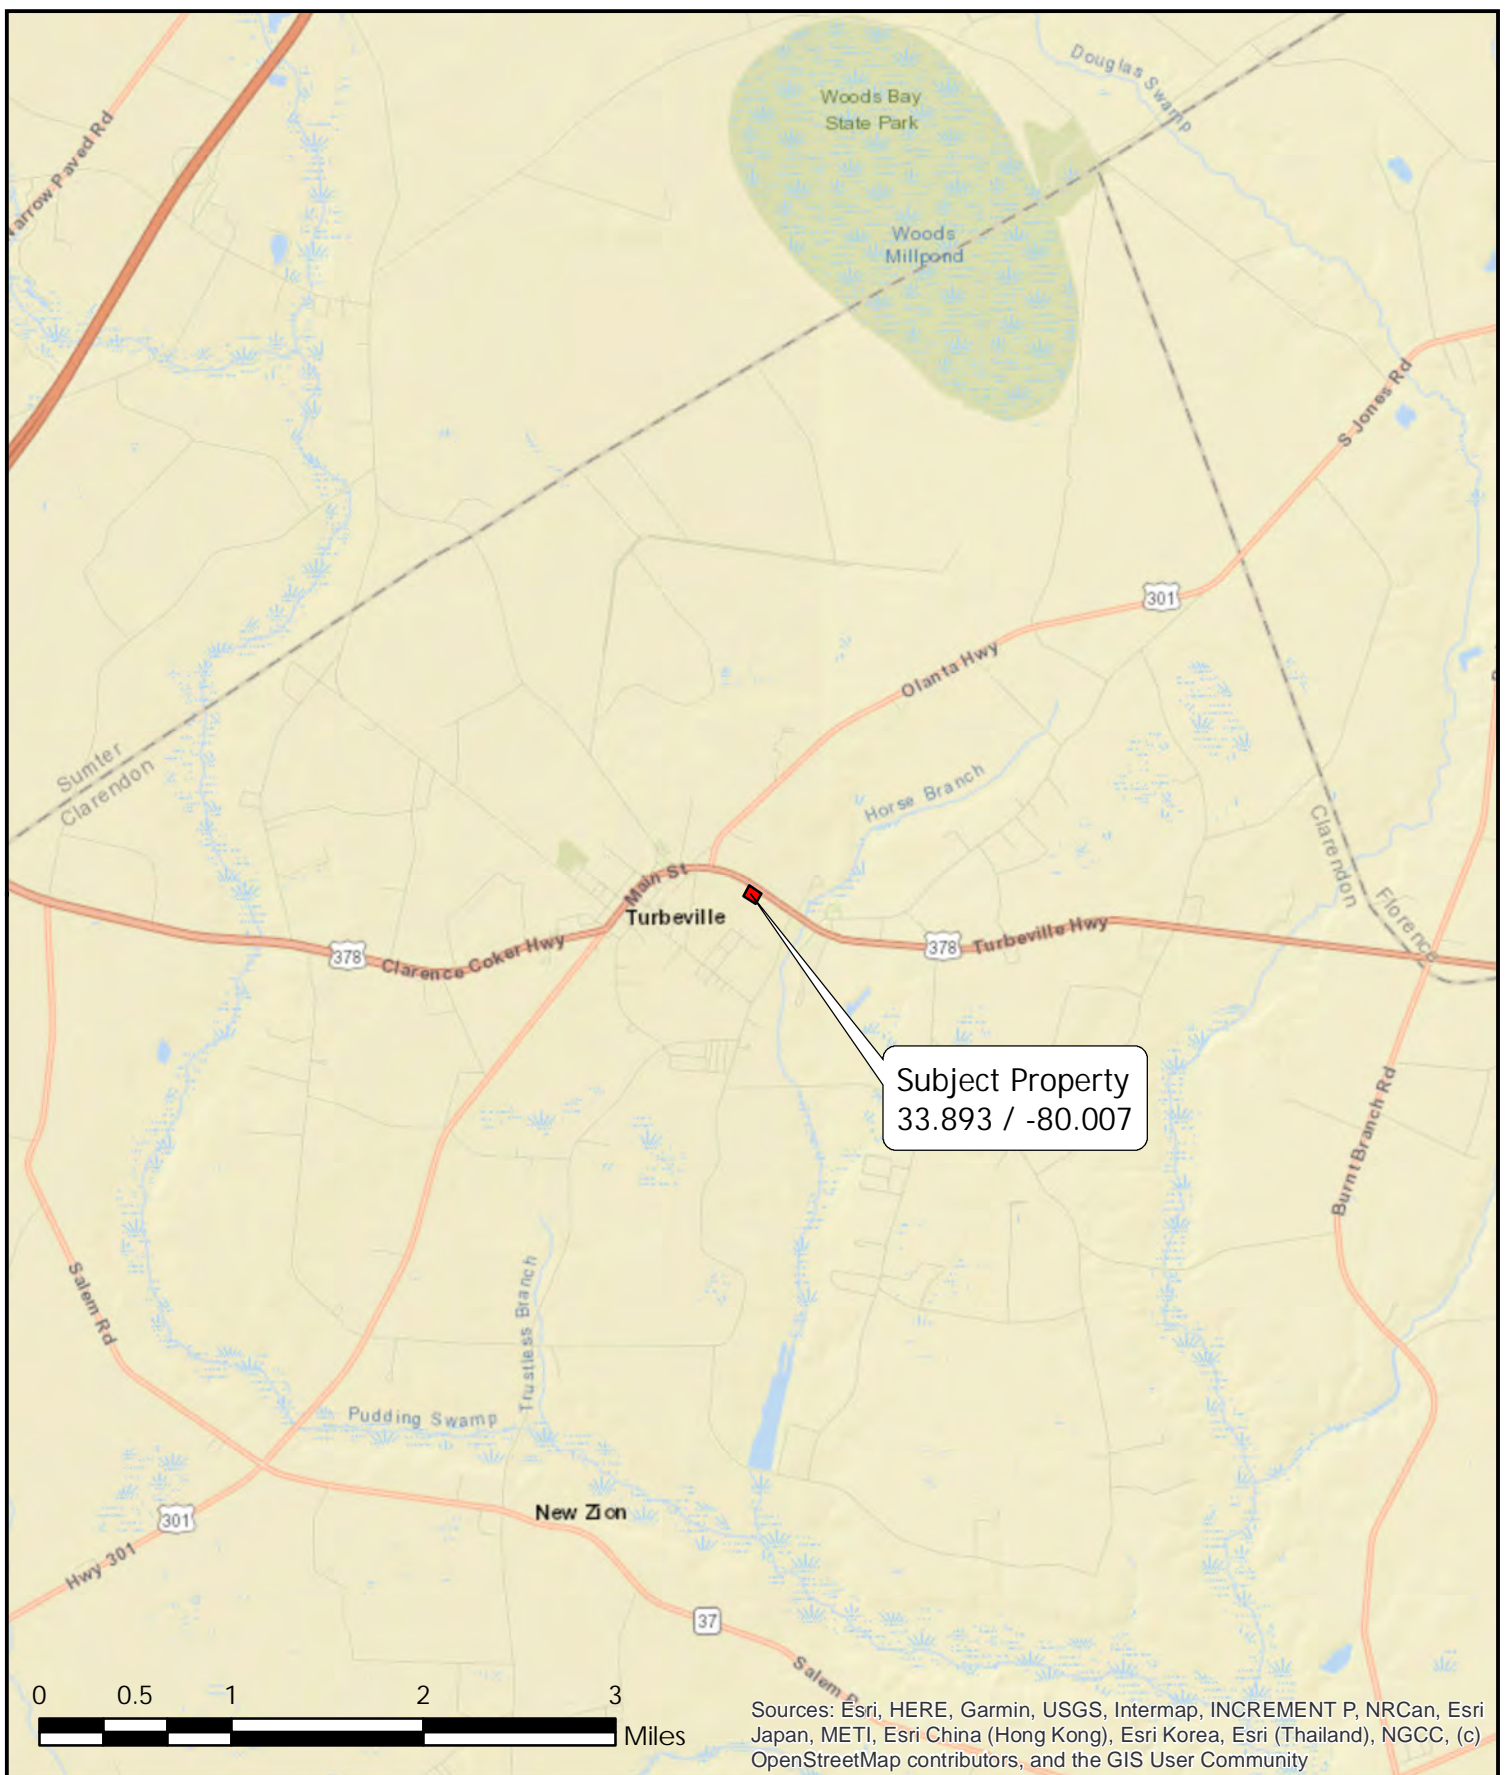 Douglas Swamp
Woods Bay
State Park
Narrow Paved Rd
Woods
Millpond
S Jones Rd
301
Olanta Hwy
Sumter
Clarendon
Horse Branch
Clarendon
Florence
Main St
Turbeville
378
Clarence Coker Hwy
378
Turbeville Hwy
Subject Property
33.893 / -80.007
Burnt Branch Rd
Salem Rd
Trustless Branch
Pudding Swamp
New Zion
301
Hwy 301
37
Salem
0 0.5 1 2 3
Miles
Sources: Esri, HERE, Garmin, USGS, Intermap, INCREMENT P, NRCan, Esri
Japan, METI, Esri China (Hong Kong), Esri Korea, Esri (Thailand), NGCC, (c)
OpenStreetMap contributors, and the GIS User Community